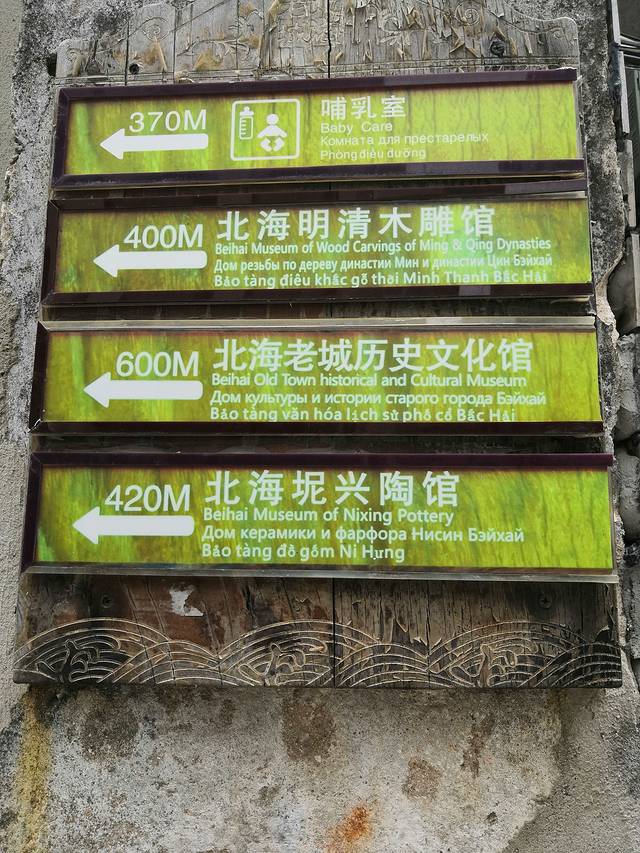 370M
哺乳室
Baby Care
Комната для престарелых
Phòng điều dưỡng
400M
北海明清木雕馆
Beihai Museum of Wood Carvings of Ming & Qing Dynasties
Дом резьбы по дереву династии Мин и династии Цин Бэйхай
Bảo tàng điêu khắc gỗ thời Minh Thanh Bắc Hải
600M
北海老城历史文化馆
Beihai Old Town historical and Cultural Museum
Дом культуры и истории старого города Бэйхай
Bảo tàng văn hóa lịch sử phố cổ Bắc Hải
420M
北海坭兴陶馆
Beihai Museum of Nixing Pottery
Дом керамики и фарфора Нисин Бэйхай
Bảo tàng đồ gốm Ni Hưng